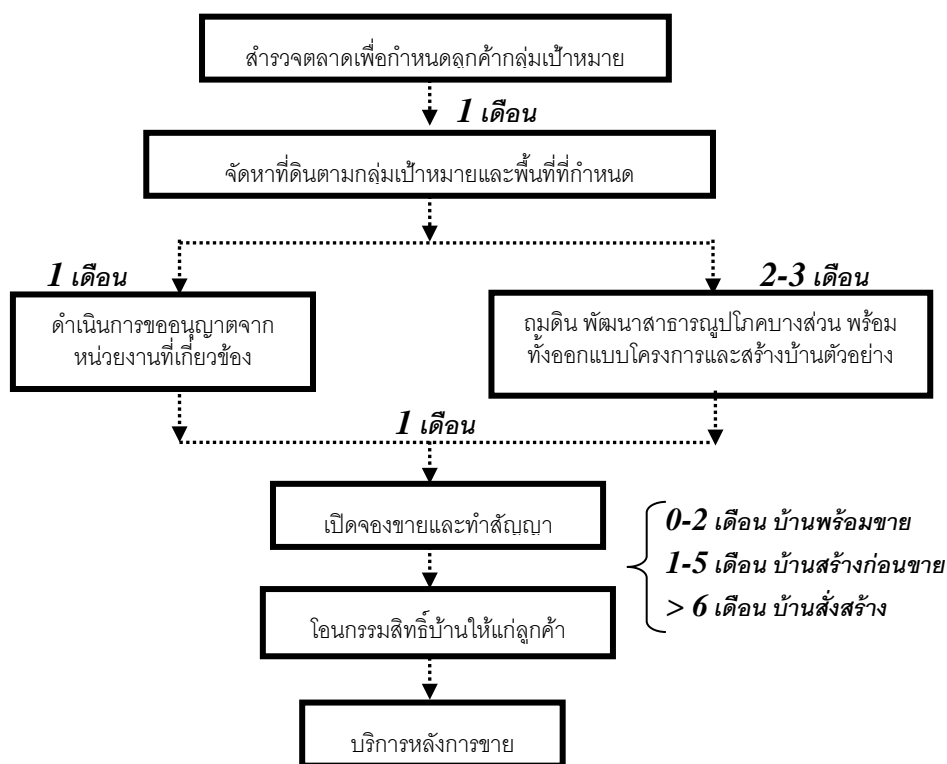 สำรวจตลาดเพื่อกำหนดลูกค้ากลุ่มเป้าหมาย
1 เดือน
จัดหาที่ดินตามกลุ่มเป้าหมายและพื้นที่ที่กำหนด
1 เดือน
2-3 เดือน
ดำเนินการขออนุญาตจาก
หน่วยงานที่เกี่ยวข้อง
ถมดิน พัฒนาสาธารณูปโภคบางส่วน พร้อม
ทั้งออกแบบโครงการและสร้างบ้านตัวอย่าง
1 เดือน
เปิดจองขายและทำสัญญา
0-2 เดือน บ้านพร้อมขาย
1-5 เดือน บ้านสร้างก่อนขาย
> 6 เดือน บ้านสั่งสร้าง
โอนกรรมสิทธิ์บ้านให้แก่ลูกค้า
บริการหลังการขาย